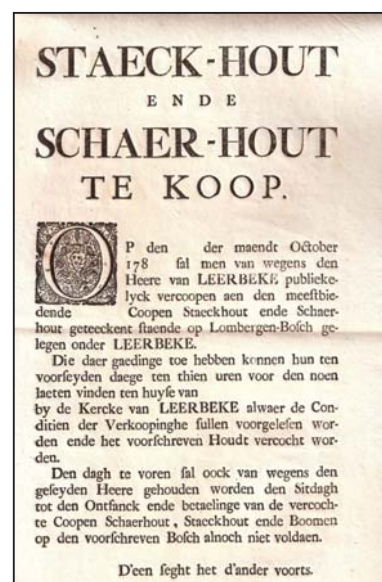 STAECK-HOUT
ENDE
SCHAER-HOUT
TE KOOP.
OP den der maendt October
178 sal men van wegens den
Heere van LEERBEKE publieke-
lyck vercoopen aen den meestbie-
dende Coopen Staeckhout ende Schaer-
hout geteeckent staende op Lombergen-Bosch ge-
legen onder LEERBEKE.
Die daer gaedinge toe hebben konnen hun ten
voorseyden daege ten thien uren voor den noen
laeten vinden ten huyse van
by de Kercke van LEERBEKE alwaer de Con-
ditien der Verkoopinghe sullen voorgelesen wor-
den ende het voorschreven Houdt vercocht wor-
den.
Den dagh te voren sal oock van wegens den
geseyden Heere gehouden worden den Sitdagh
tot den Ontfanck ende betaelinge van de vercoch-
te Coopen Schaerhout, Staeckhout ende Boomen
op den voorschreven Bosch alnoch niet voldaen.
D'een seght het d'ander voorts.